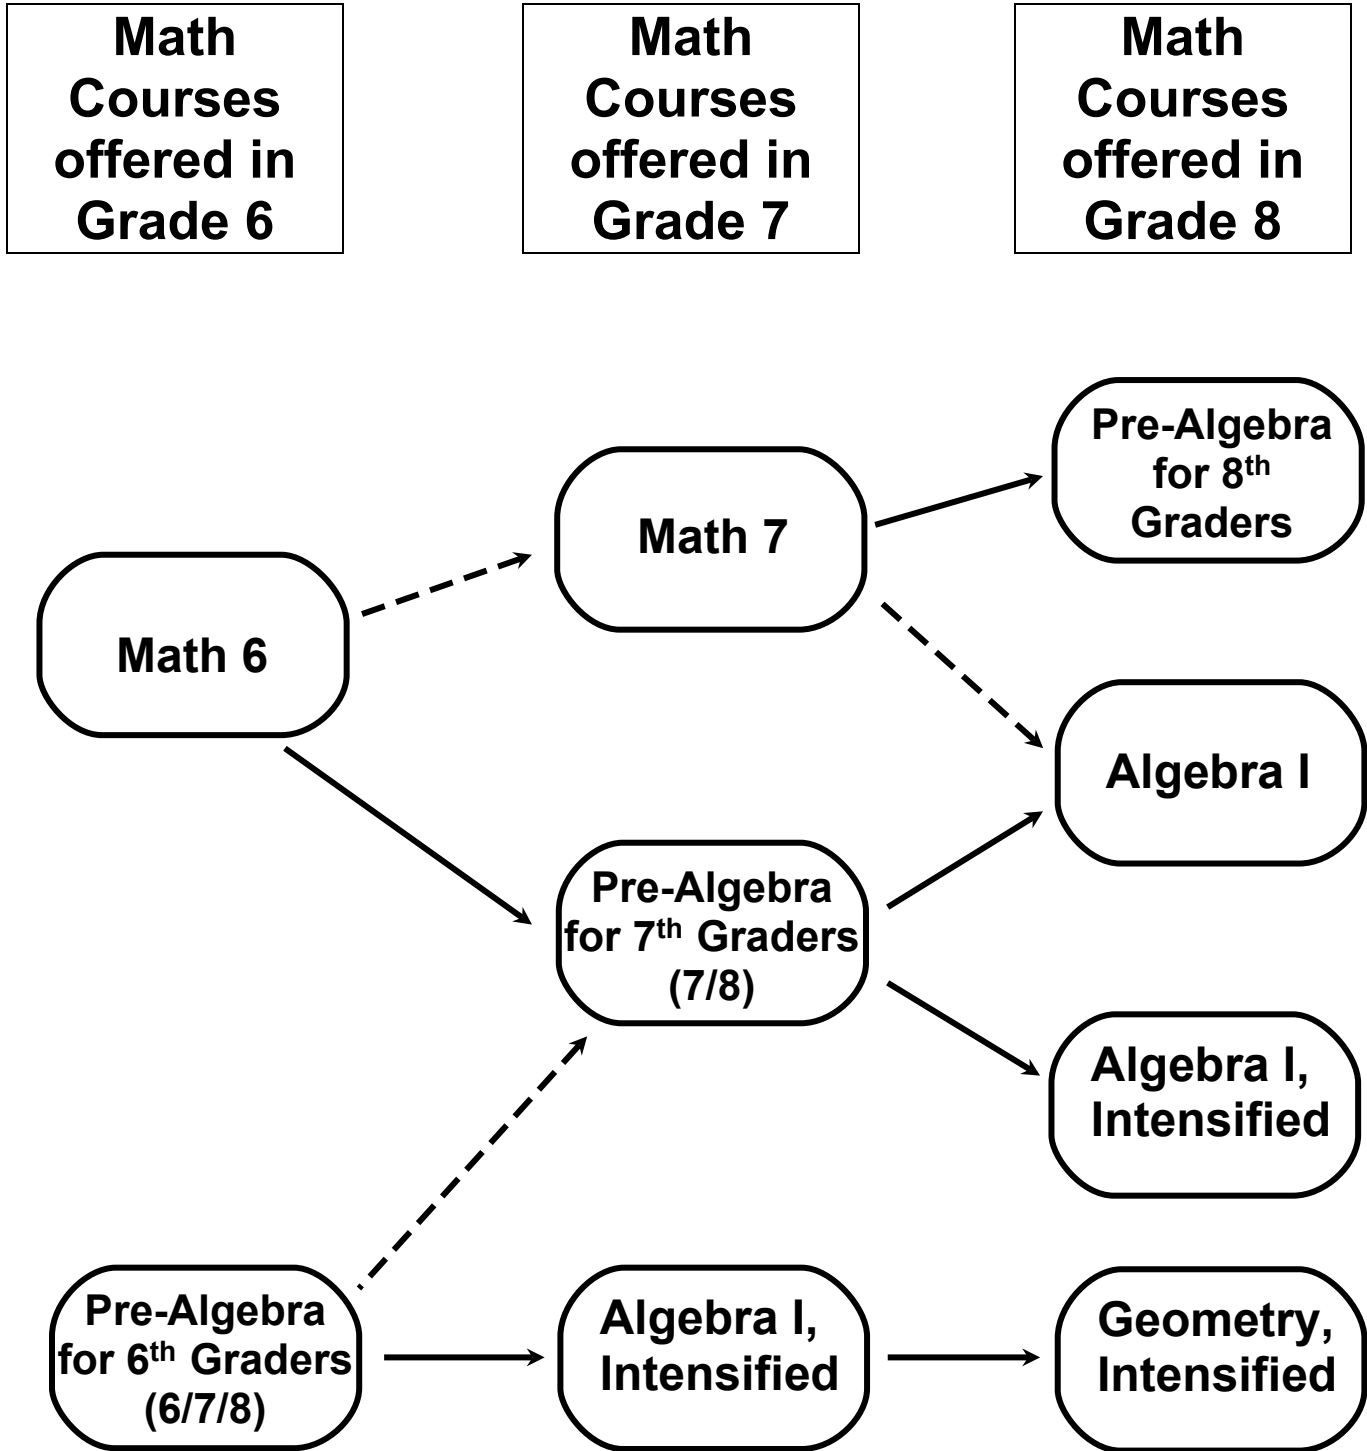 Math
Courses
offered in
Grade 6
Math
Courses
offered in
Grade 7
Math
Courses
offered in
Grade 8
Pre-Algebra
for 8th
Graders
Math 7
Math 6
Algebra I
Pre-Algebra
for 7th Graders
(7/8)
Algebra I,
Intensified
Pre-Algebra
for 6th Graders
(6/7/8)
Algebra I,
Intensified
Geometry,
Intensified